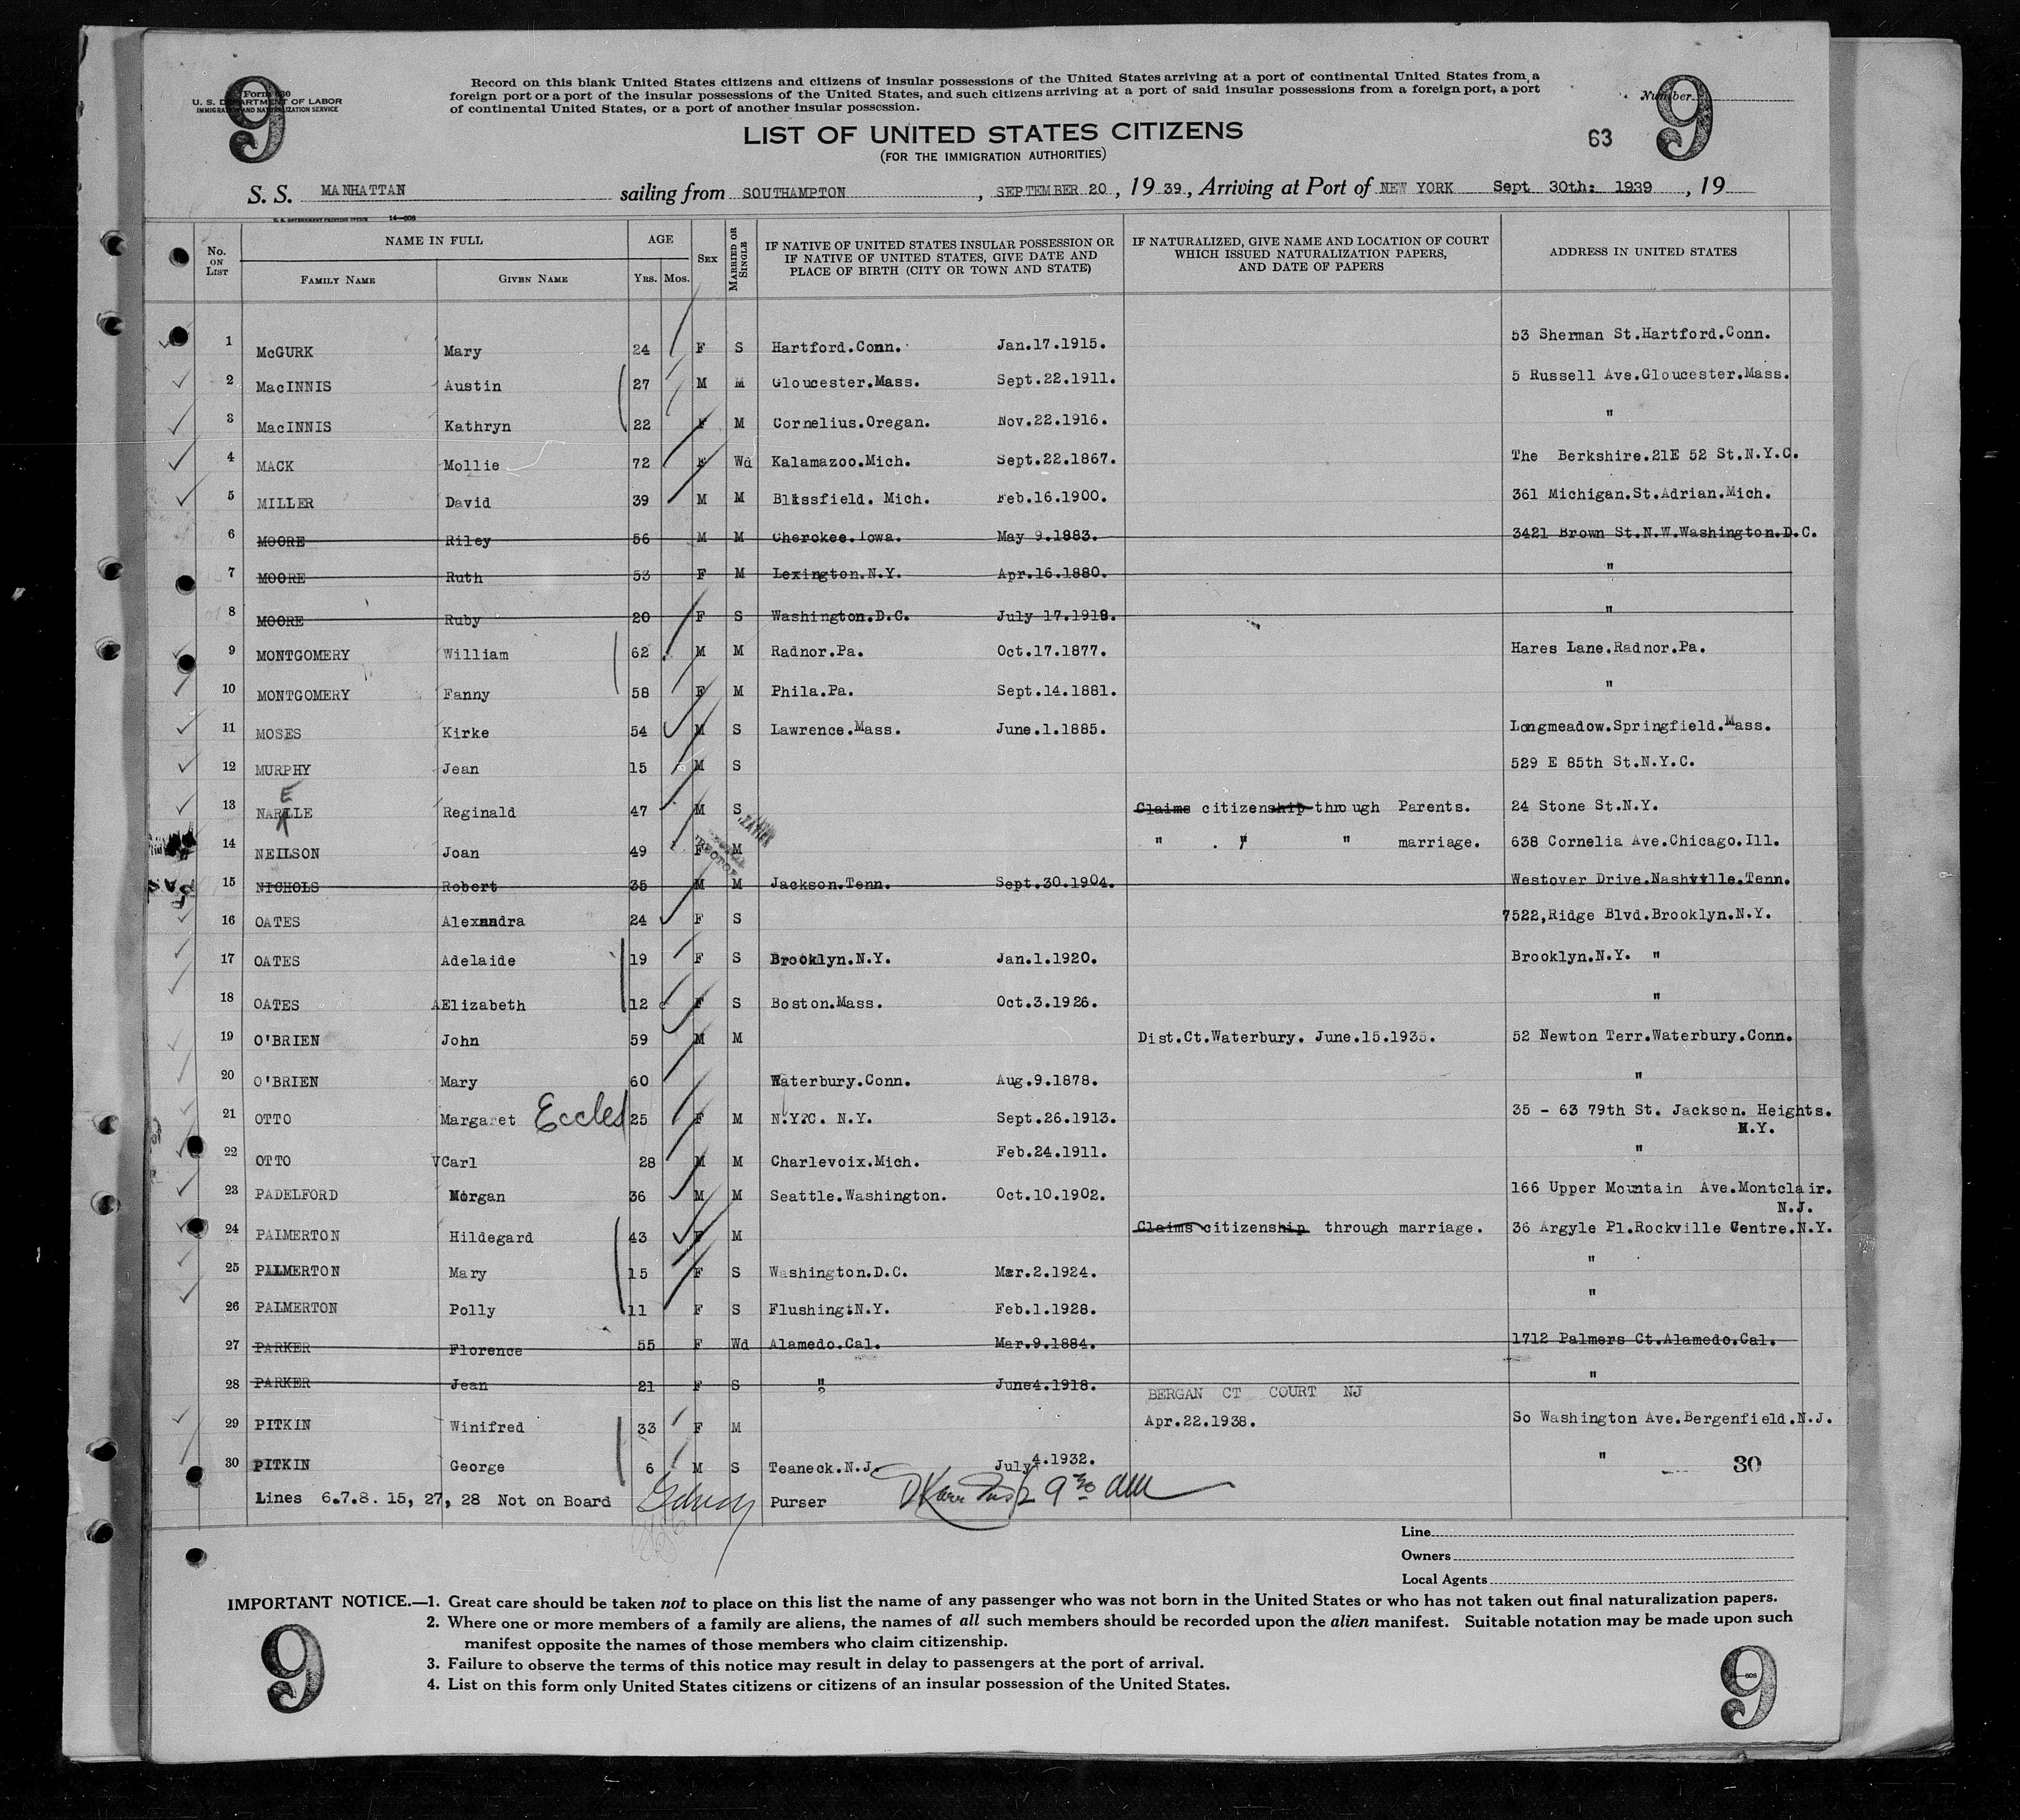 9
Form 630
U. S. DEPARTMENT OF LABOR
IMMIGRATION AND NATURALIZATION SERVICE
Record on this blank United States citizens and citizens of insular possessions of the United States arriving at a port of continental United States from a
foreign port or a port of the insular possessions of the United States, and such citizens arriving at a port of said insular possessions from a foreign port, a port
of continental United States, or a port of another insular possession.
Number
9
LIST OF UNITED STATES CITIZENS
(FOR THE IMMIGRATION AUTHORITIES)
63
S. S. MANHATTAN sailing from SOUTHAMPTON, SEPTEMBER 20, 19 39, Arriving at Port of NEW YORK Sept 30th: 1939, 19
U. S. GOVERNMENT PRINTING OFFICE 14—608
No. ON LIST NAME IN FULL AGE SEX MARRIED OR SINGLE IF NATIVE OF UNITED STATES INSULAR POSSESSION OR IF NATIVE OF UNITED STATES, GIVE DATE AND PLACE OF BIRTH (CITY OR TOWN AND STATE) IF NATURALIZED, GIVE NAME AND LOCATION OF COURT WHICH ISSUED NATURALIZATION PAPERS, AND DATE OF PAPERS ADDRESS IN UNITED STATES
FAMILY NAME GIVEN NAME YRS. MOS.
1 McGURK Mary 24 F S Hartford.Conn. Jan.17.1915. 53 Sherman St.Hartford.Conn.
2 MacINNIS Austin 27 M M Gloucester.Mass. Sept.22.1911. 5 Russell Ave.Gloucester.Mass.
3 MacINNIS Kathryn 22 F M Cornelius.Oregan. Nov.22.1916. "
4 MACK Mollie 72 F Wd Kalamazoo.Mich. Sept.22.1867. The Berkshire.21E 52 St.N.Y.C.
5 MILLER David 39 M M Blissfield. Mich. Feb.16.1900. 361 Michigan.St.Adrian.Mich.
6 MOORE Riley 56 M M Cherokee.Iowa. May 9.1883. 3421 Brown St.N.W.Washington.D.C.
7 MOORE Ruth 53 F M Lexington.N.Y. Apr.16.1880. "
8 MOORE Ruby 20 F S Washington.D.C. July 17.1918. "
9 MONTGOMERY William 62 M M Radnor.Pa. Oct.17.1877. Hares Lane.Radnor.Pa.
10 MONTGOMERY Fanny 58 F M Phila.Pa. Sept.14.1881. "
11 MOSES Kirke 54 M S Lawrence.Mass. June.1.1885. Longmeadow.Springfield.Mass.
12 MURPHY Jean 15 M S 529 E 85th St.N.Y.C.
13 NARLLE E Reginald 47 M S Claims citizenship through Parents. 24 Stone St.N.Y.
14 NEILSON Joan 49 F M " " " marriage. 638 Cornelia Ave.Chicago.Ill.
15 NICHOLS Robert 35 M M Jackson.Tenn. Sept.30.1904. Westover Drive.Nashville.Tenn.
16 OATES Alexandra 24 F S 7522,Ridge Blvd.Brooklyn.N.Y.
17 OATES Adelaide 19 F S Brooklyn.N.Y. Jan.1.1920. Brooklyn.N.Y. "
18 OATES AElizabeth 12 F S Boston.Mass. Oct.3.1926. "
19 O'BRIEN John 59 M M Dist.Ct.Waterbury. June.15.1935. 52 Newton Terr.Waterbury.Conn.
20 O'BRIEN Mary 60 Waterbury.Conn. Aug.9.1878. "
21 OTTO Margaret Eccles 25 F M N.Y.C. N.Y. Sept.26.1913. 35 - 63 79th St. Jackson. Heights.
N.Y.
22 OTTO VCarl 28 M M Charlevoix.Mich. Feb.24.1911. "
23 PADELFORD Morgan 36 M M Seattle.Washington. Oct.10.1902. 166 Upper Mountain Ave.Montclair.
N.J.
24 PALMERTON Hildegard 43 F M Claims citizenship through marriage. 36 Argyle Pl.Rockville Centre.N.Y.
25 PALMERTON Mary 15 F S Washington.D.C. Mar.2.1924. "
26 PALMERTON Polly 11 F S Flushing.N.Y. Feb.1.1928. "
27 PARKER Florence 55 F Wd Alamedo.Cal. Mar.9.1884. 1712 Palmers Ct.Alamedo.Cal.
28 PARKER Jean 21 F S " June4.1918. "
BERGAN CT COURT NJ
29 PITKIN Winifred 33 F M Apr.22.1938. So Washington Ave.Bergenfield.N.J.
30 PITKIN George 6 M S Teaneck.N.J. July 4.1932. " 30
Lines 6.7.8. 15, 27, 28 Not on Board Purser 9 30 AM
Line
Owners
Local Agents
IMPORTANT NOTICE.—1. Great care should be taken not to place on this list the name of any passenger who was not born in the United States or who has not taken out final naturalization papers.
2. Where one or more members of a family are aliens, the names of all such members should be recorded upon the alien manifest. Suitable notation may be made upon such
manifest opposite the names of those members who claim citizenship.
3. Failure to observe the terms of this notice may result in delay to passengers at the port of arrival.
4. List on this form only United States citizens or citizens of an insular possession of the United States.
9
9